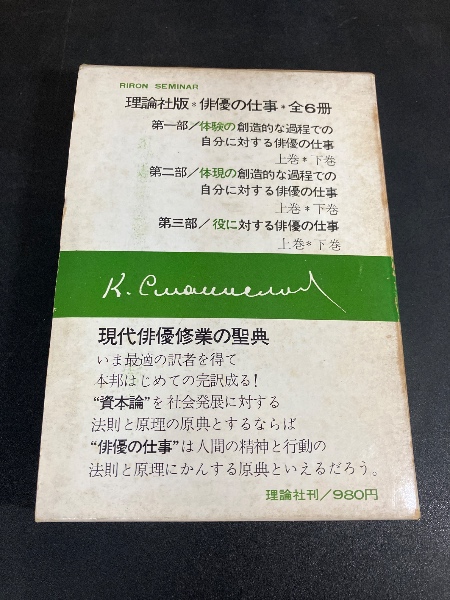 RIRON SEMINAR
理論社版*俳優の仕事*全6冊
第一部/体験の創造的な過程での
自分に対する俳優の仕事
上巻*下巻
第二部/体現の創造的な過程での
自分に対する俳優の仕事
上巻*下巻
第三部/役に対する俳優の仕事
上巻*下巻
К. Станиславский
現代俳優修業の聖典
いま最適の訳者を得て
本邦はじめての完訳成る!
“資本論”を社会発展に対する
法則と原理の原典とするならば
“俳優の仕事”は人間の精神と行動の
法則と原理にかんする原典といえるだろう。
理論社刊/980円